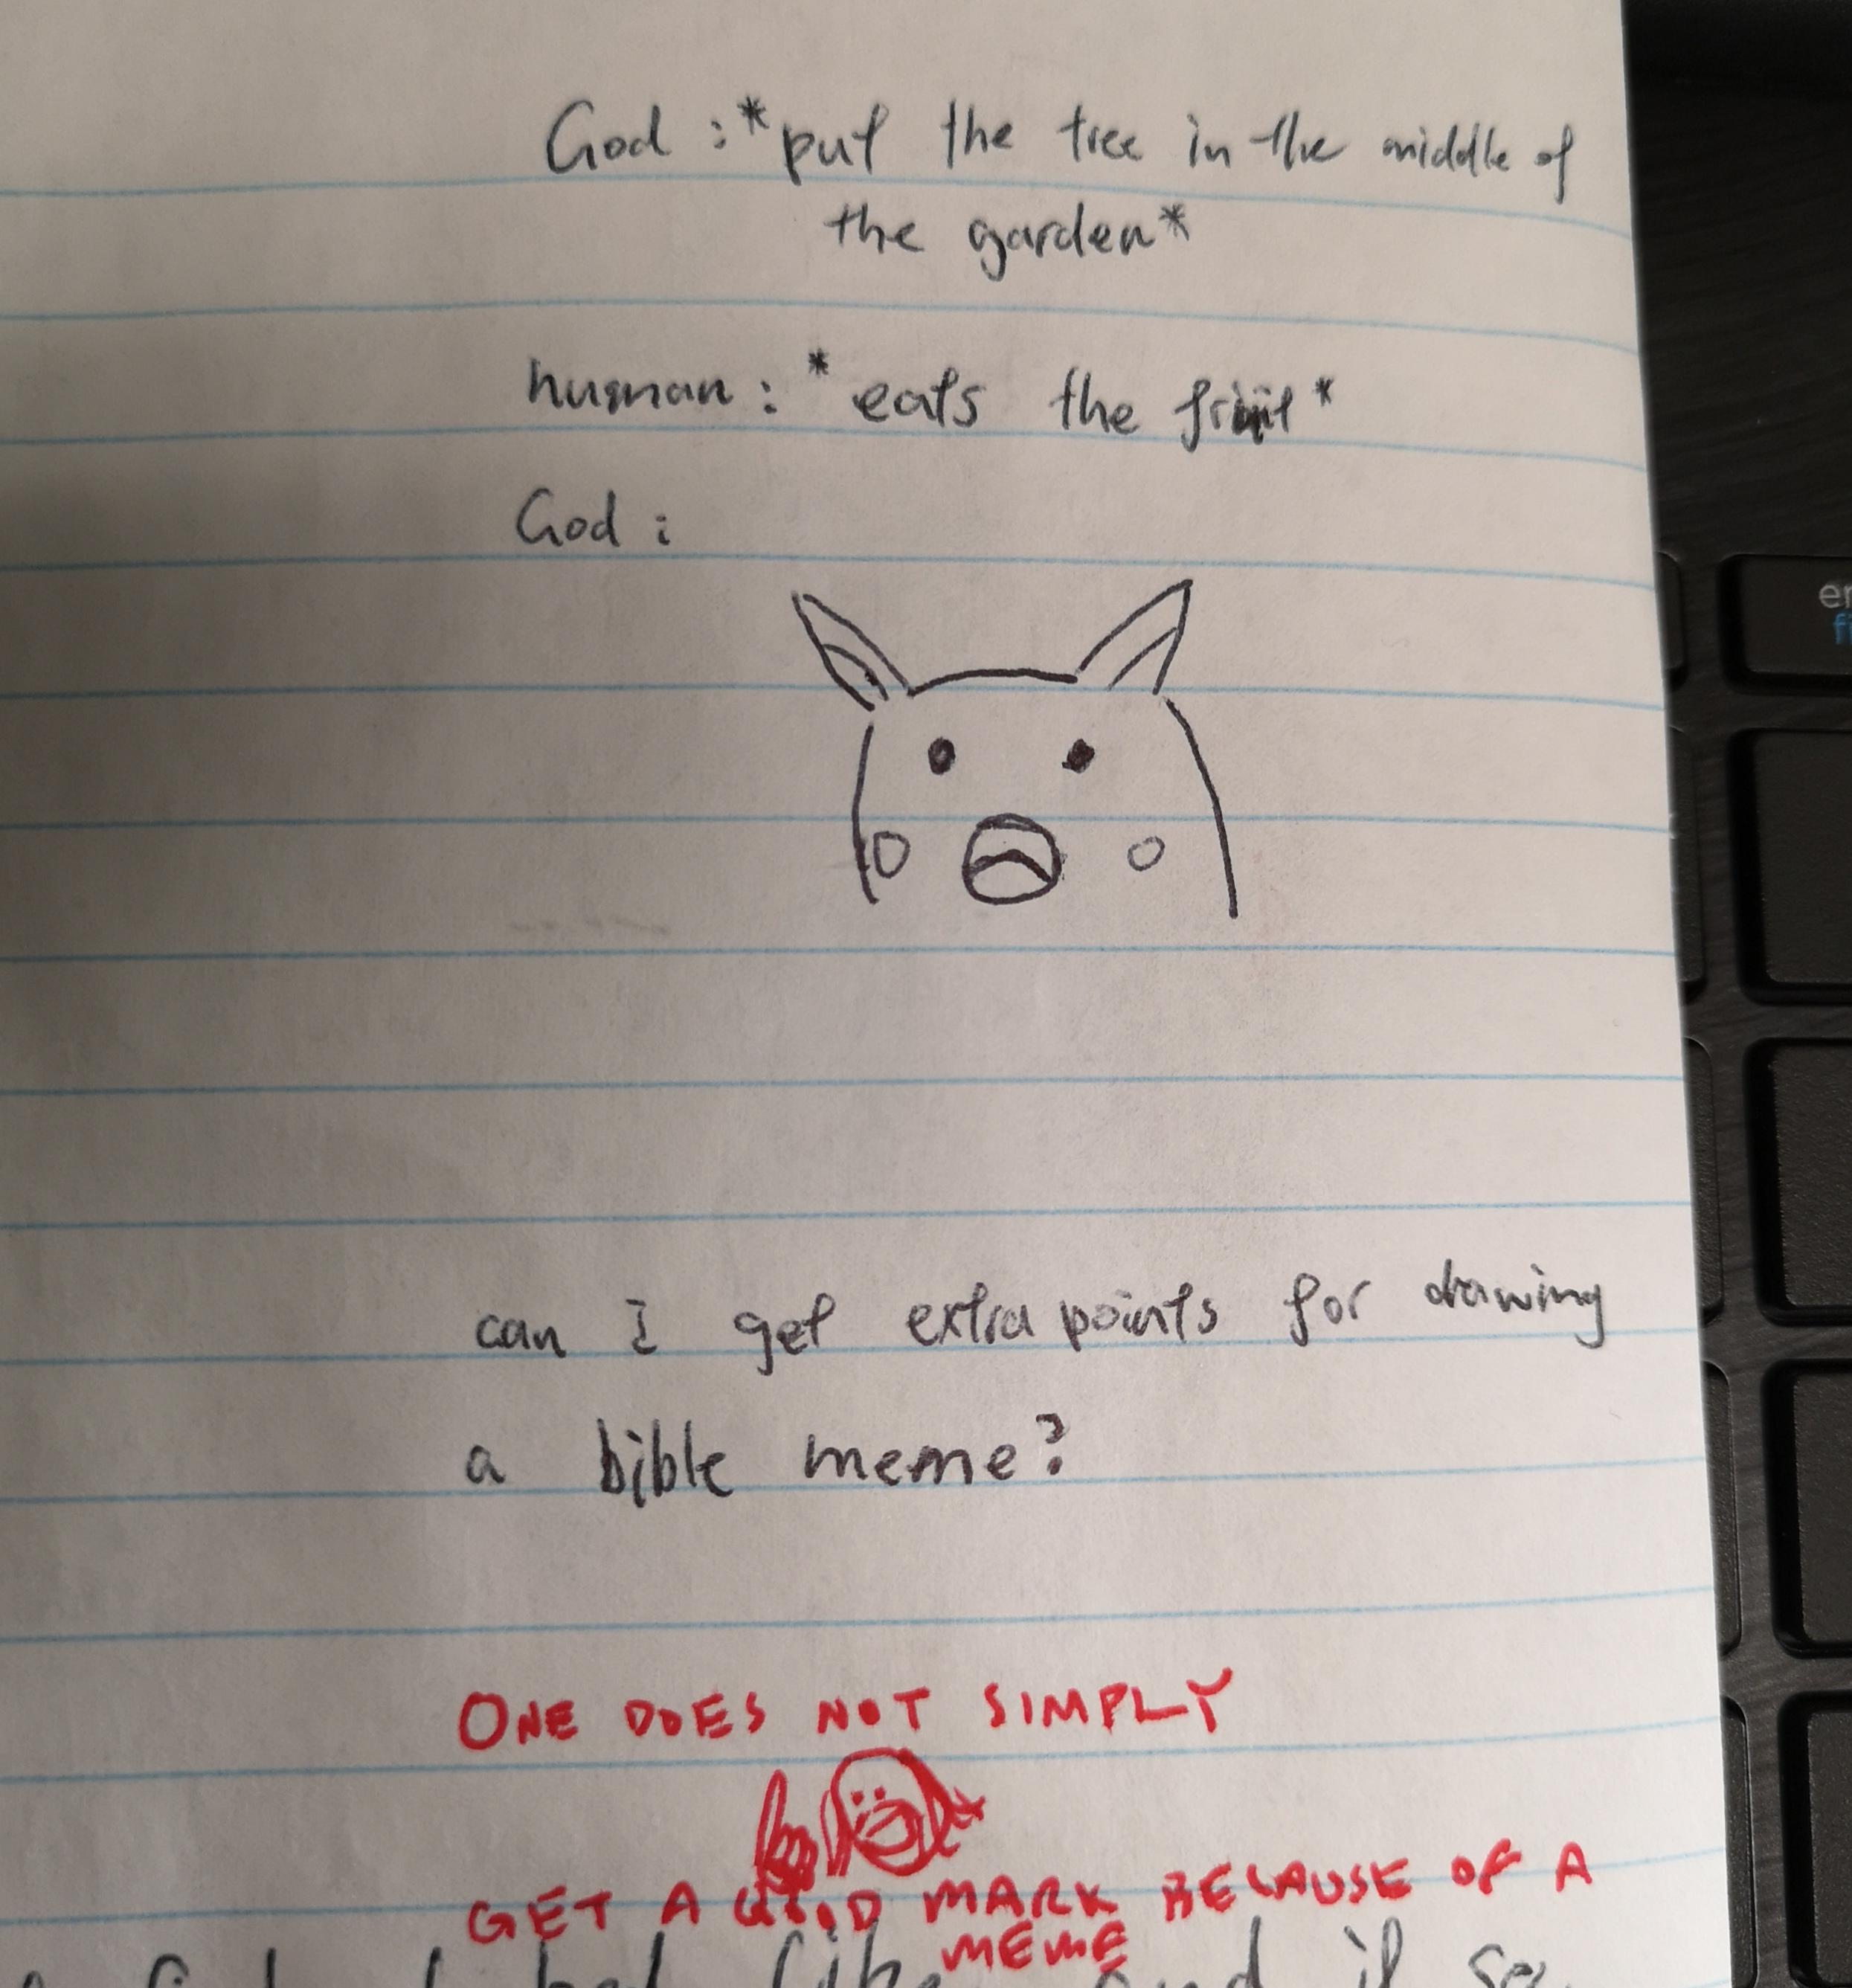 God : *put the tree in the middle of
the garden*
human : *eats the fruit*
God :
can I get extra points for drawing
a bible meme?
ONE DOES NOT SIMPLY
GET A GOOD MARK BECAUSE OF A
MEME